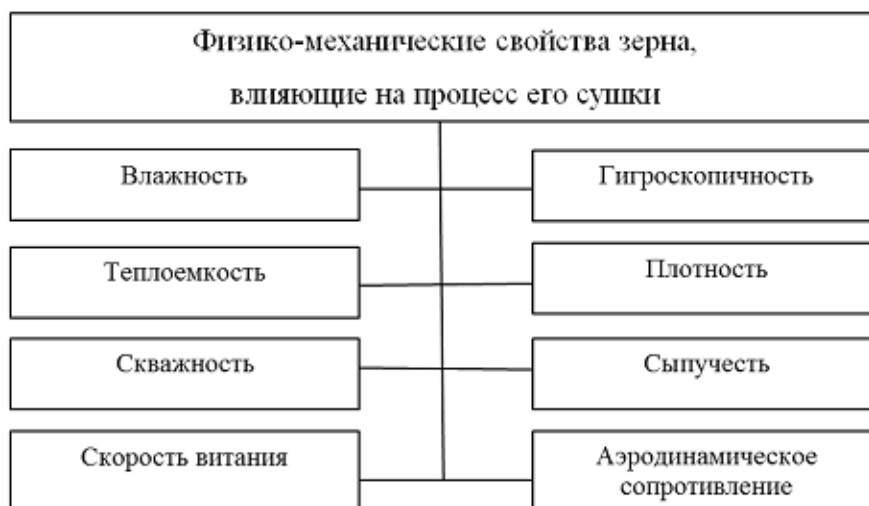 Физико-механические свойства зерна,
влияющие на процесс его сушки
Влажность
Гигроскопичность
Теплоемкость
Плотность
Скважность
Сыпучесть
Скорость витания
Аэродинамическое
сопротивление